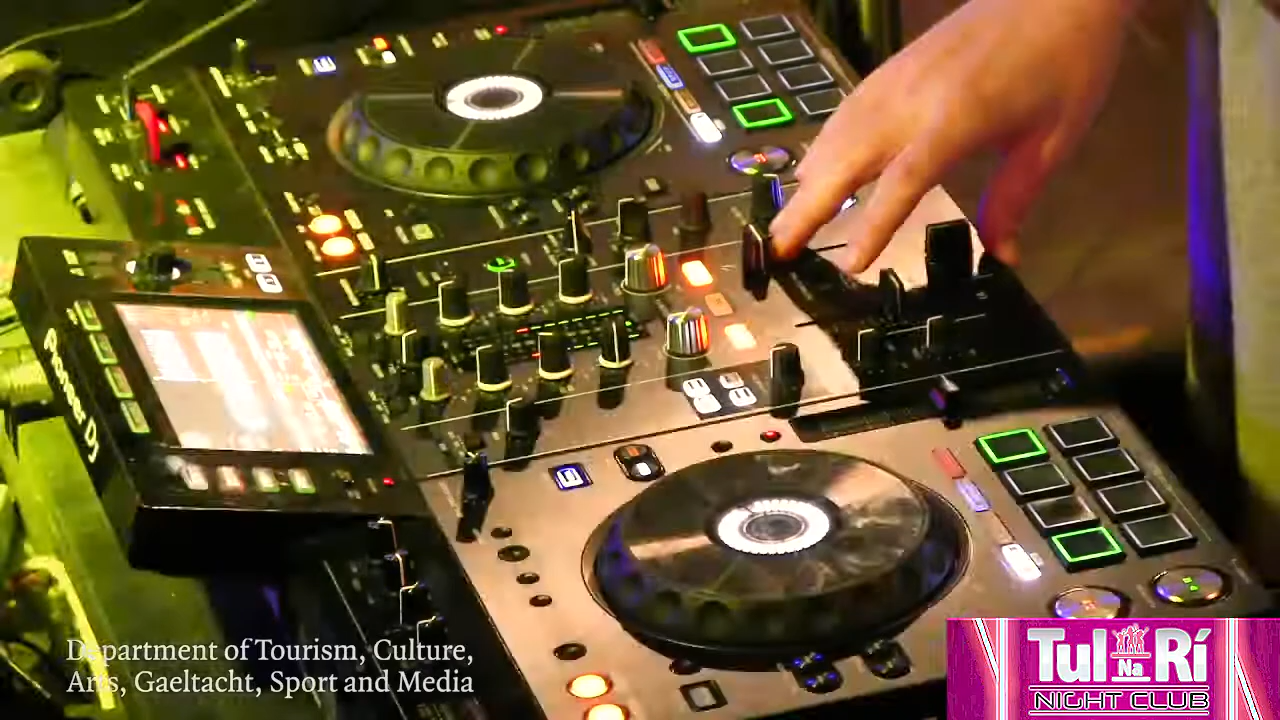 Pioneer DJ
Department of Tourism, Culture,
Arts, Gaeltacht, Sport and Media
Tul Na Rí
NIGHT CLUB